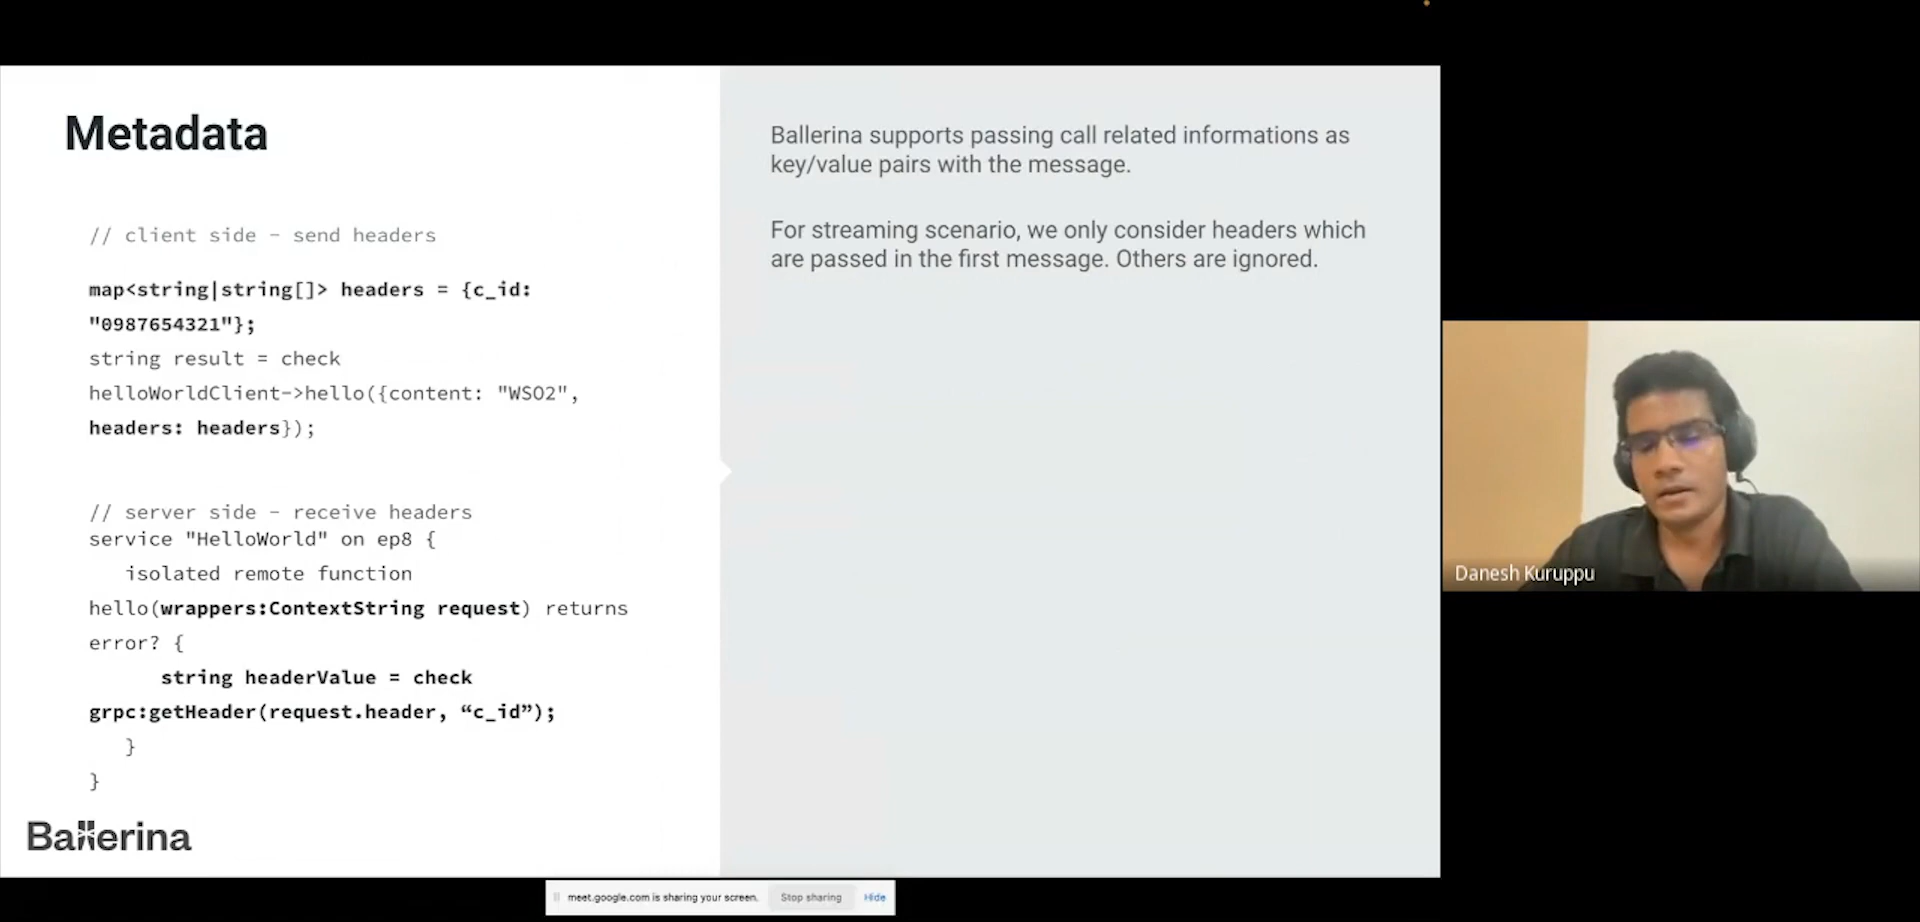 Metadata
// client side - send headers
map<string|string[]> headers = {c_id:
"0987654321"};
string result = check
helloWorldClient->hello({content: "WSO2",
headers: headers});
// server side - receive headers
service "HelloWorld" on ep8 {
isolated remote function
hello(wrappers:ContextString request) returns
error? {
string headerValue = check
grpc:getHeader(request.header, “c_id”);
}
}
Ballerina
Ballerina supports passing call related informations as
key/value pairs with the message.
For streaming scenario, we only consider headers which
are passed in the first message. Others are ignored.
Danesh Kuruppu
meet.google.com is sharing your screen. Stop sharing Hide